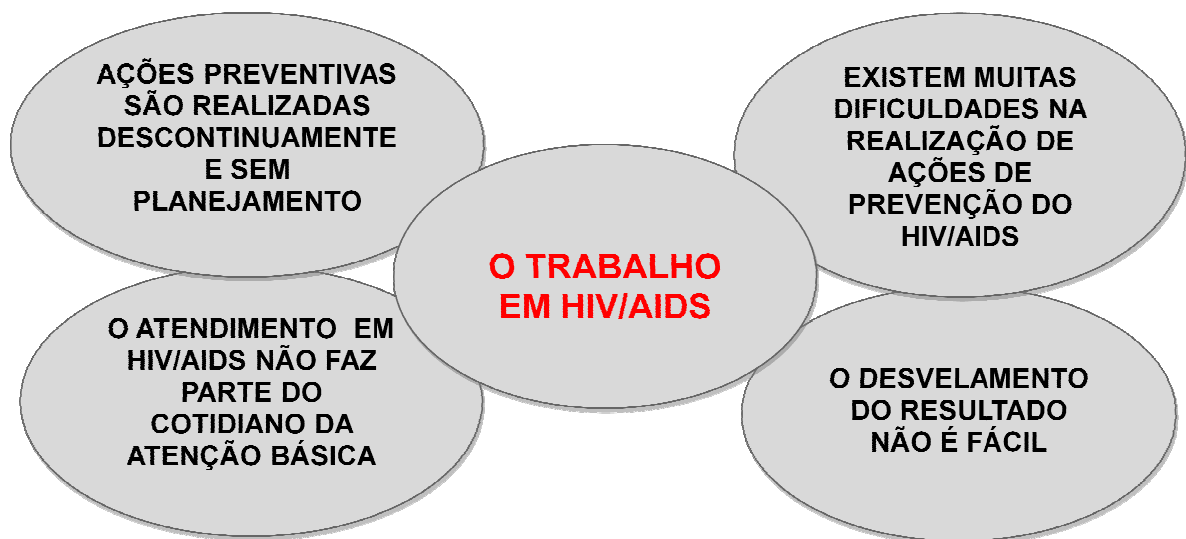 AÇÕES PREVENTIVAS
SÃO REALIZADAS
DESCONTINUAMENTE
E SEM
PLANEJAMENTO
EXISTEM MUITAS
DIFICULDADES NA
REALIZAÇÃO DE
AÇÕES DE
PREVENÇÃO DO
HIV/AIDS
O TRABALHO
EM HIV/AIDS
O ATENDIMENTO EM
HIV/AIDS NÃO FAZ
PARTE DO
COTIDIANO DA
ATENÇÃO BÁSICA
O DESVELAMENTO
DO RESULTADO
NÃO É FÁCIL